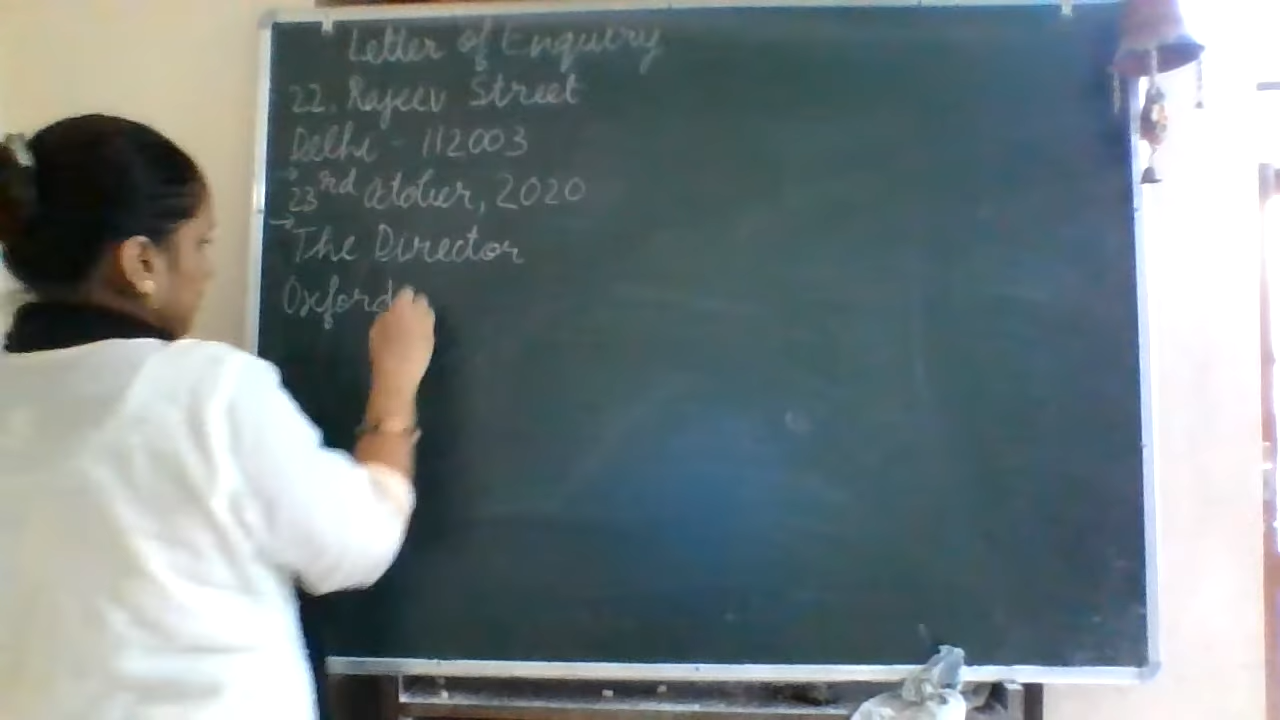 Letter of Enquiry
22, Rajeev Street
Delhi - 112003
23rd October, 2020
The Director
Oxford